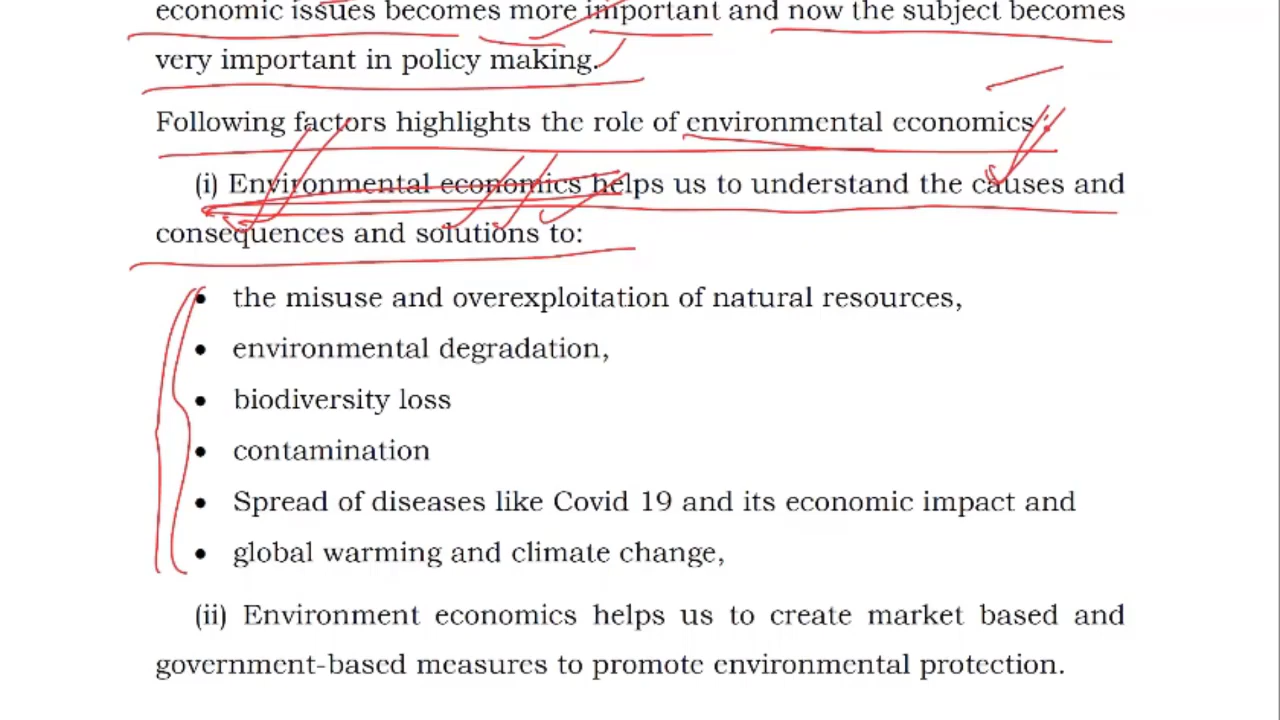 economic issues becomes more important and now the subject becomes
very important in policy making.
Following factors highlights the role of environmental economics:
(i) Environmental economics helps us to understand the causes and
consequences and solutions to:
• the misuse and overexploitation of natural resources,
• environmental degradation,
• biodiversity loss
• contamination
• Spread of diseases like Covid 19 and its economic impact and
• global warming and climate change,
(ii) Environment economics helps us to create market based and
government-based measures to promote environmental protection.